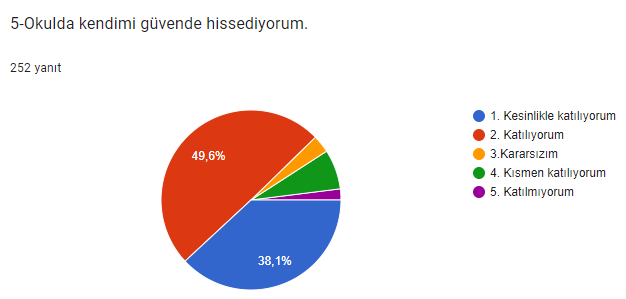 5-Okulda kendimi güvende hissediyorum.
252 yanıt
49,6%
38,1%
1. Kesinlikle katılıyorum
2. Katılıyorum
3.Kararsızım
4. Kısmen katılıyorum
5. Katılmıyorum